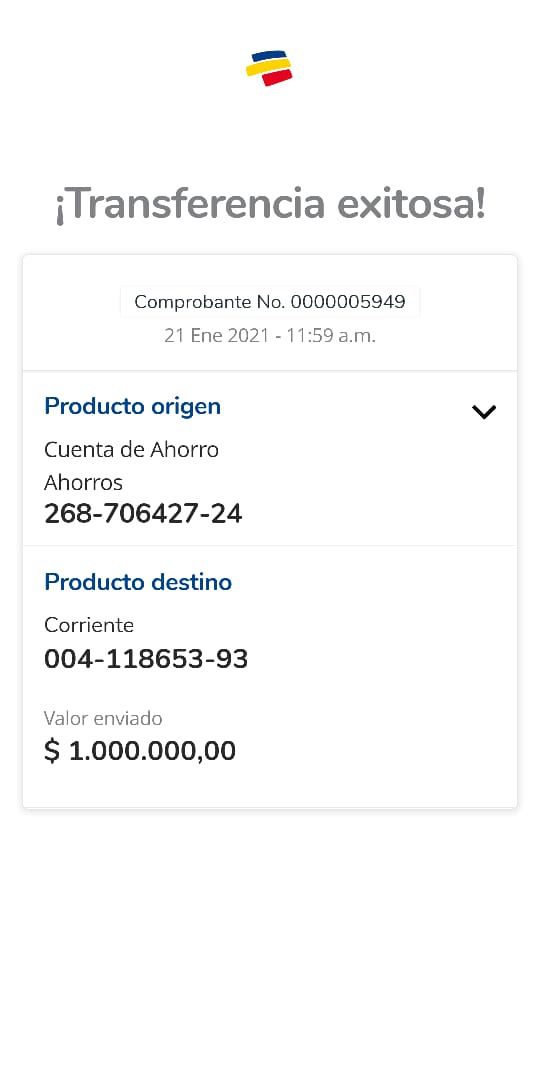 ¡Transferencia exitosa!
Comprobante No. 0000005949
21 Ene 2021 - 11:59 a.m.
Producto origen
Cuenta de Ahorro
Ahorros
268-706427-24
Producto destino
Corriente
004-118653-93
Valor enviado
$ 1.000.000,00